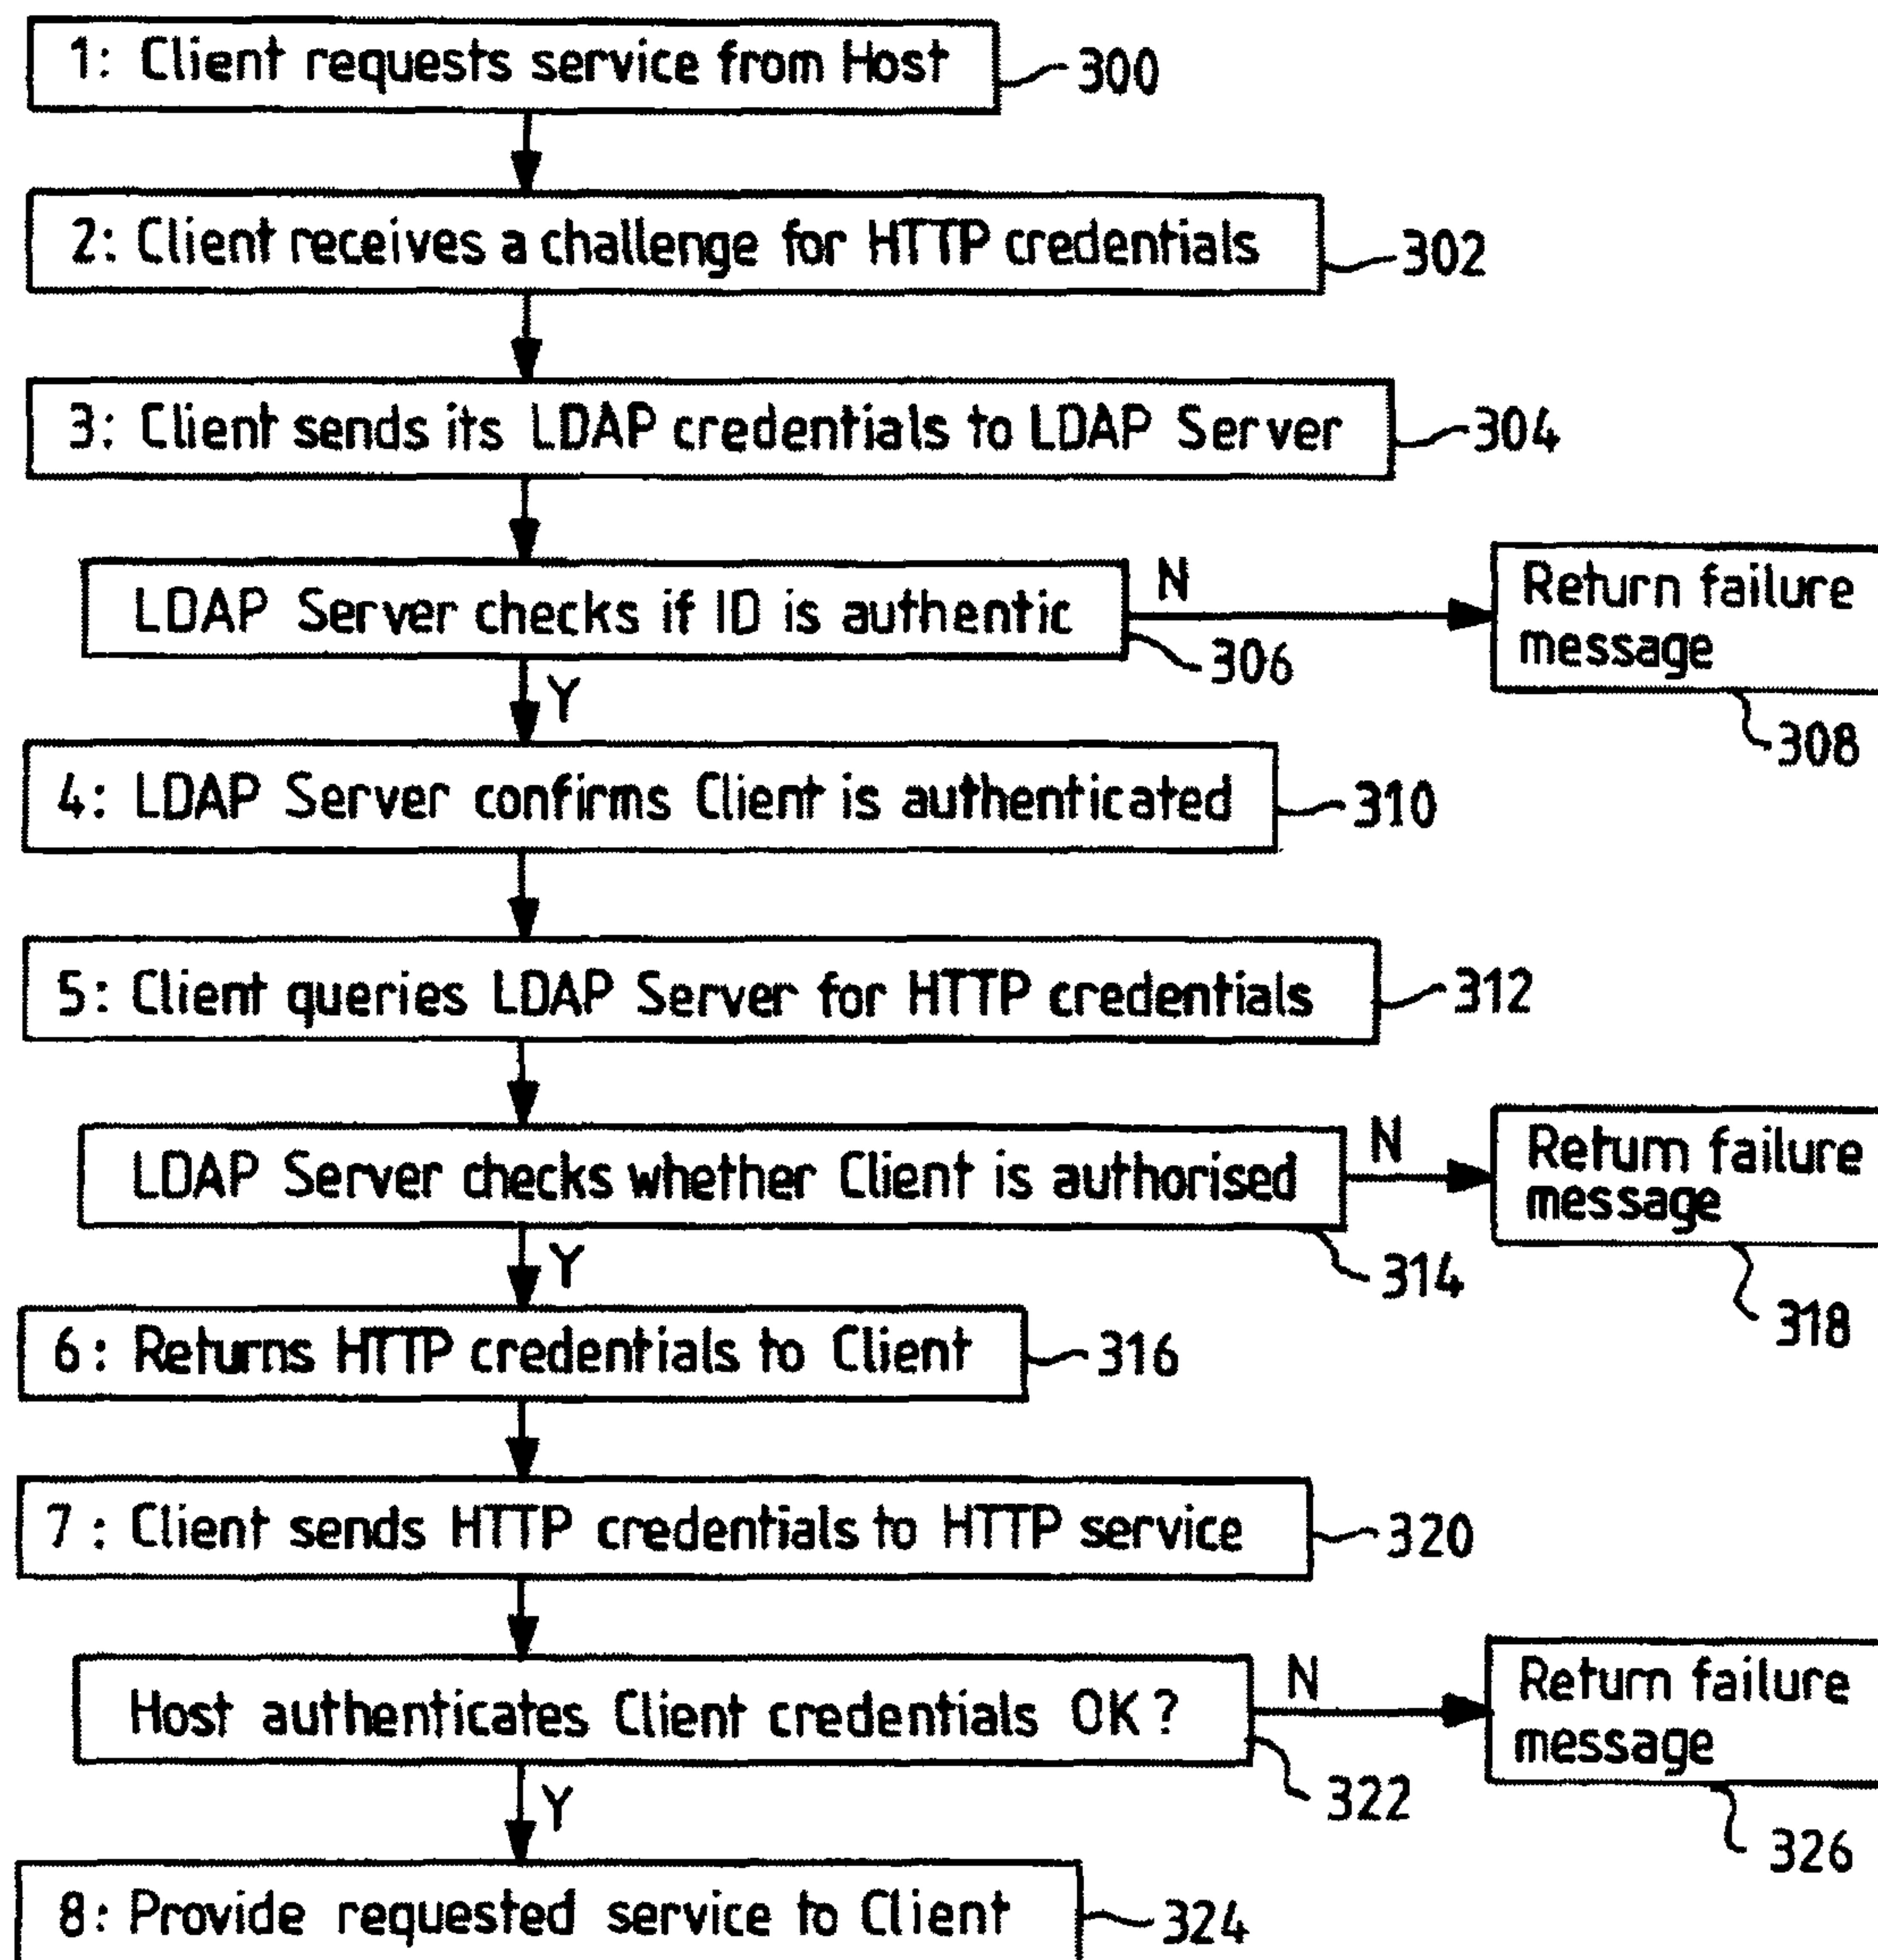 1: Client requests service from Host
300
2: Client receives a challenge for HTTP credentials
302
3: Client sends its LDAP credentials to LDAP Server
304
LDAP Server checks if ID is authentic
N
306
Return failure
message
308
Y
4: LDAP Server confirms Client is authenticated
310
5: Client queries LDAP Server for HTTP credentials
312
LDAP Server checks whether Client is authorised
N
314
Return failure
message
318
Y
6: Returns HTTP credentials to Client
316
7: Client sends HTTP credentials to HTTP service
320
Host authenticates Client credentials OK?
N
322
Return failure
message
326
Y
8: Provide requested service to Client
324